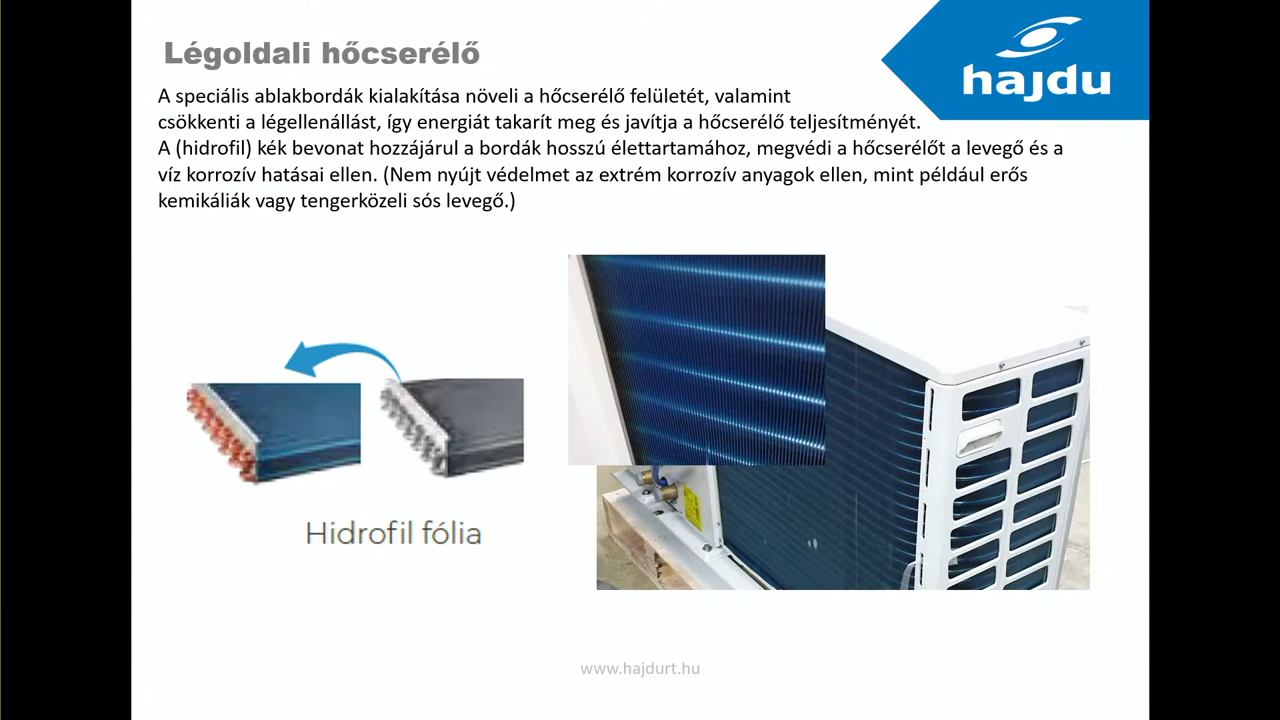 Légoldali hőcserélő
hajdu
A speciális ablakbordák kialakítása növeli a hőcserélő felületét, valamint
csökkenti a légellenállást, így energiát takarít meg és javítja a hőcserélő teljesítményét.
A (hidrofil) kék bevonat hozzájárul a bordák hosszú élettartamához, megvédi a hőcserélőt a levegő és a
víz korrozív hatásai ellen. (Nem nyújt védelmet az extrém korrozív anyagok ellen, mint például erős
kemikáliák vagy tengerközeli sós levegő.)
Hidrofil fólia
www.hajdurt.hu